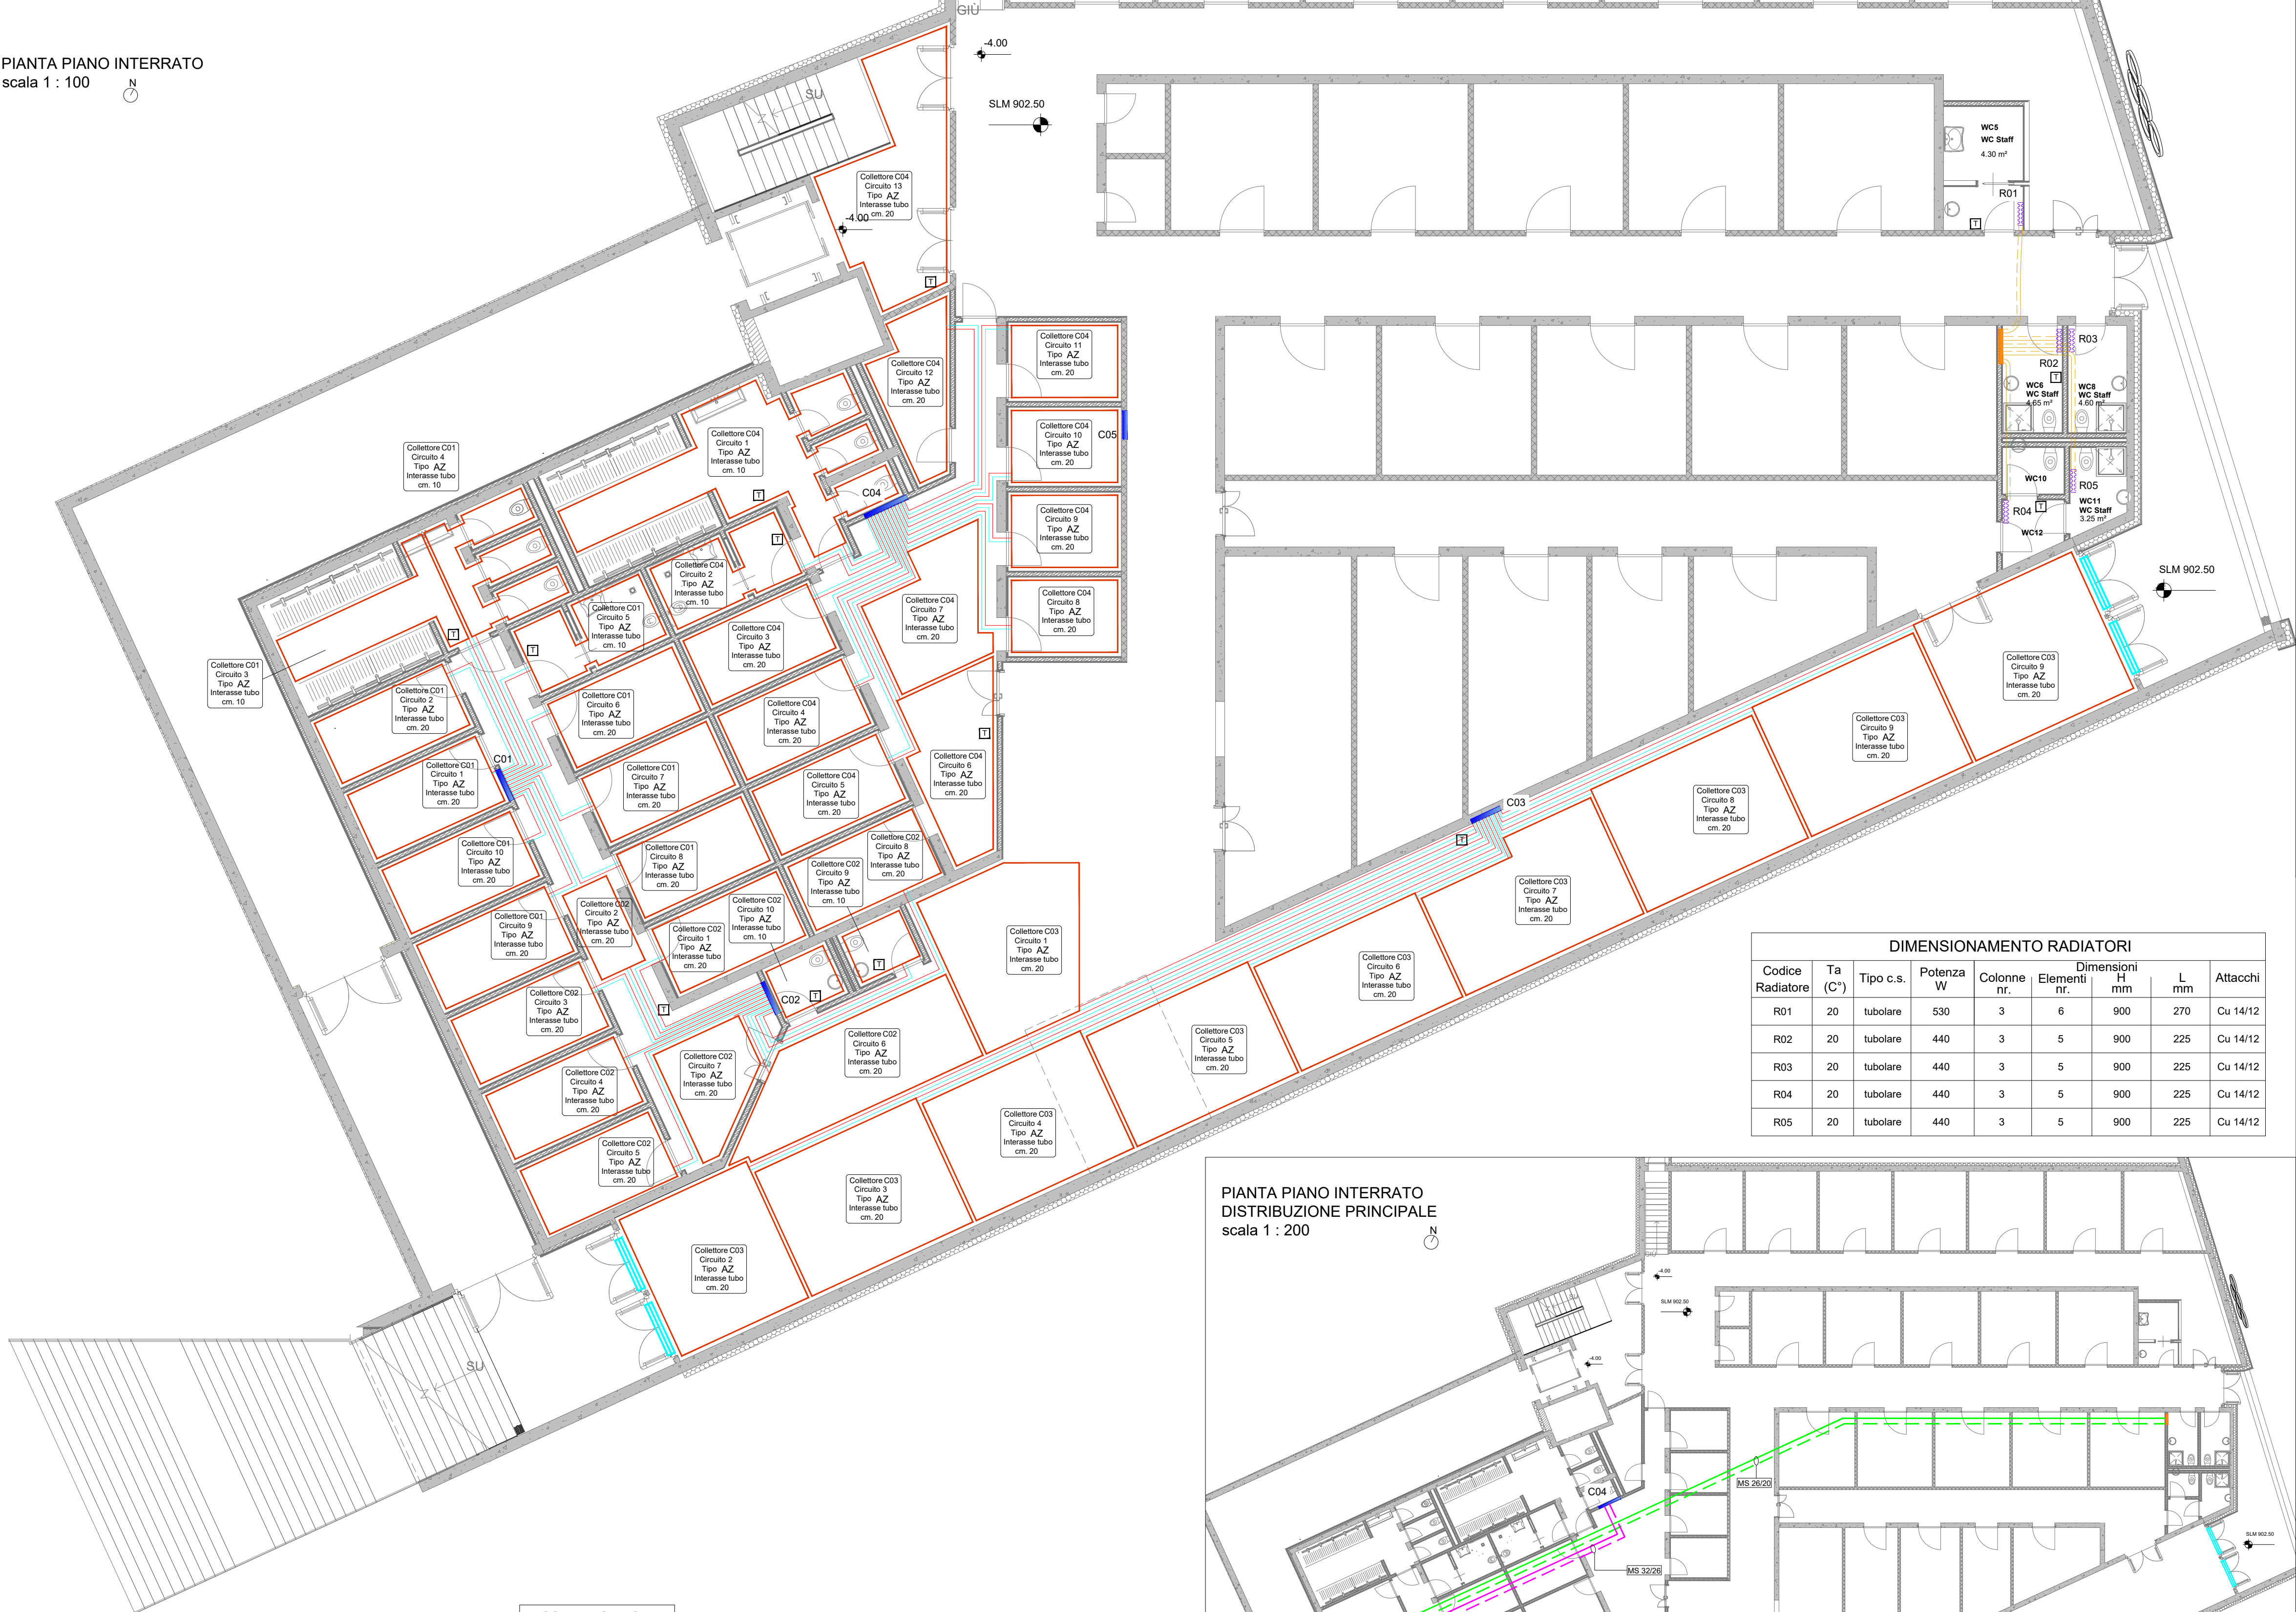 PIANTA PIANO INTERRATO
scala 1 : 100
N
GIÙ
-4.00
SLM 902.50
SU
Collettore C04
Circuito 13
Tipo AZ
Interasse tubo
cm. 20
-4.00
T
WC5
WC Staff
4.30 m²
R01
T
Collettore C04
Circuito 12
Tipo AZ
Interasse tubo
cm. 20
Collettore C04
Circuito 11
Tipo AZ
Interasse tubo
cm. 20
R03
R02
T
WC6
WC Staff
4.65 m²
WC8
WC Staff
4.60 m²
Collettore C04
Circuito 10
Tipo AZ
Interasse tubo
cm. 20
C05
Collettore C04
Circuito 1
Tipo AZ
Interasse tubo
cm. 10
Collettore C01
Circuito 4
Tipo AZ
Interasse tubo
cm. 10
T
C04
Collettore C04
Circuito 9
Tipo AZ
Interasse tubo
cm. 20
WC10
R05
WC11
WC Staff
3.25 m²
R04
T
WC12
T
SLM 902.50
Collettore C04
Circuito 2
Tipo AZ
Interasse tubo
cm. 10
Collettore C04
Circuito 8
Tipo AZ
Interasse tubo
cm. 20
Collettore C04
Circuito 7
Tipo AZ
Interasse tubo
cm. 20
Collettore C01
Circuito 5
Tipo AZ
Interasse tubo
cm. 10
T
T
Collettore C04
Circuito 3
Tipo AZ
Interasse tubo
cm. 20
Collettore C01
Circuito 3
Tipo AZ
Interasse tubo
cm. 10
Collettore C03
Circuito 9
Tipo AZ
Interasse tubo
cm. 20
Collettore C01
Circuito 2
Tipo AZ
Interasse tubo
cm. 20
Collettore C01
Circuito 6
Tipo AZ
Interasse tubo
cm. 20
Collettore C04
Circuito 4
Tipo AZ
Interasse tubo
cm. 20
T
Collettore C03
Circuito 9
Tipo AZ
Interasse tubo
cm. 20
C01
Collettore C01
Circuito 1
Tipo AZ
Interasse tubo
cm. 20
Collettore C01
Circuito 7
Tipo AZ
Interasse tubo
cm. 20
Collettore C04
Circuito 5
Tipo AZ
Interasse tubo
cm. 20
Collettore C04
Circuito 6
Tipo AZ
Interasse tubo
cm. 20
C03
T
Collettore C03
Circuito 8
Tipo AZ
Interasse tubo
cm. 20
Collettore C01
Circuito 10
Tipo AZ
Interasse tubo
cm. 20
Collettore C01
Circuito 8
Tipo AZ
Interasse tubo
cm. 20
Collettore C02
Circuito 9
Tipo AZ
Interasse tubo
cm. 10
Collettore C02
Circuito 8
Tipo AZ
Interasse tubo
cm. 20
Collettore C03
Circuito 7
Tipo AZ
Interasse tubo
cm. 20
Collettore C01
Circuito 9
Tipo AZ
Interasse tubo
cm. 20
Collettore C02
Circuito 2
Tipo AZ
Interasse tubo
cm. 20
Collettore C02
Circuito 1
Tipo AZ
Interasse tubo
cm. 20
Collettore C02
Circuito 10
Tipo AZ
Interasse tubo
cm. 10
T
Collettore C03
Circuito 1
Tipo AZ
Interasse tubo
cm. 20
Collettore C03
Circuito 6
Tipo AZ
Interasse tubo
cm. 20
Collettore C02
Circuito 3
Tipo AZ
Interasse tubo
cm. 20
T
C02
T
Collettore C02
Circuito 6
Tipo AZ
Interasse tubo
cm. 20
Collettore C03
Circuito 5
Tipo AZ
Interasse tubo
cm. 20
Collettore C02
Circuito 4
Tipo AZ
Interasse tubo
cm. 20
Collettore C02
Circuito 7
Tipo AZ
Interasse tubo
cm. 20
Collettore C03
Circuito 4
Tipo AZ
Interasse tubo
cm. 20
Collettore C02
Circuito 5
Tipo AZ
Interasse tubo
cm. 20
Collettore C03
Circuito 3
Tipo AZ
Interasse tubo
cm. 20
Collettore C03
Circuito 2
Tipo AZ
Interasse tubo
cm. 20
SU
DIMENSIONAMENTO RADIATORI
Codice Radiatore Ta (C°) Tipo c.s. Potenza W Colonne nr. Dimensioni Elementi nr. H mm L mm Attacchi
R01 20 tubolare 530 3 6 900 270 Cu 14/12
R02 20 tubolare 440 3 5 900 225 Cu 14/12
R03 20 tubolare 440 3 5 900 225 Cu 14/12
R04 20 tubolare 440 3 5 900 225 Cu 14/12
R05 20 tubolare 440 3 5 900 225 Cu 14/12
PIANTA PIANO INTERRATO
DISTRIBUZIONE PRINCIPALE
scala 1 : 200
N
-4.00
SLM 902.50
SU
-4.00
MS 26/20
C04
SLM 902.50
MS 32/26